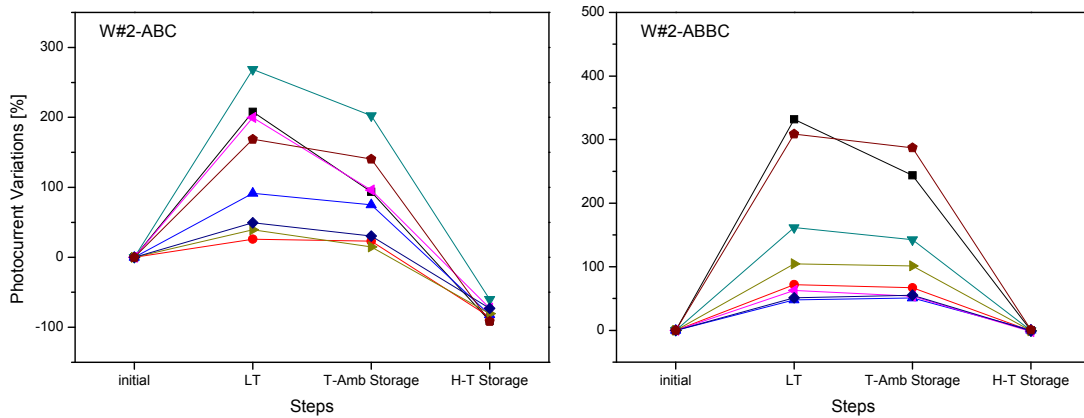 W#2-ABC
Photocurrent Variations [%]
300
200
100
0
-100
initial
LT
T-Amb Storage
H-T Storage
Steps
W#2-ABBC
500
400
300
200
100
0
initial
LT
T-Amb Storage
H-T Storage
Steps